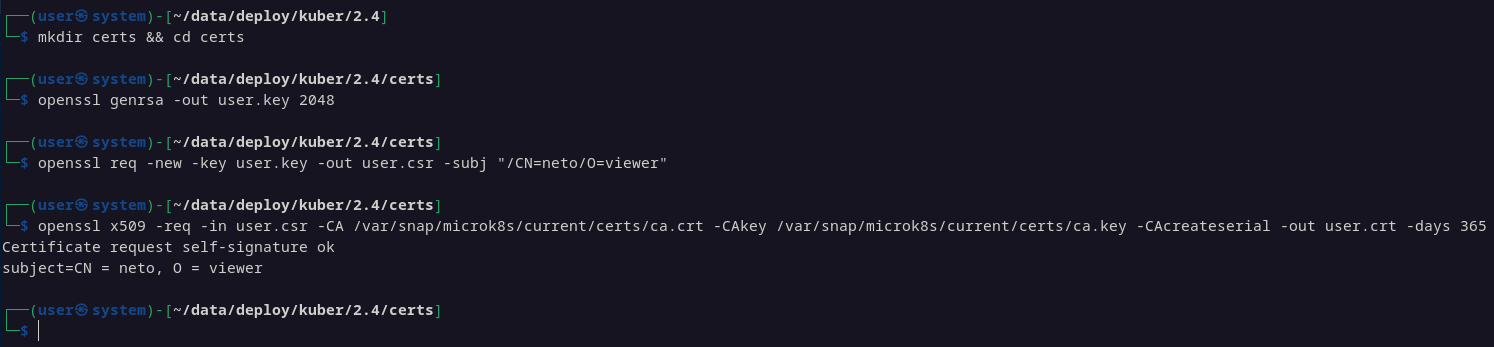 ┌──(user㉿system)-[~/data/deploy/kuber/2.4]
└─$ mkdir certs && cd certs
┌──(user㉿system)-[~/data/deploy/kuber/2.4/certs]
└─$ openssl genrsa -out user.key 2048
┌──(user㉿system)-[~/data/deploy/kuber/2.4/certs]
└─$ openssl req -new -key user.key -out user.csr -subj "/CN=neto/O=viewer"
┌──(user㉿system)-[~/data/deploy/kuber/2.4/certs]
└─$ openssl x509 -req -in user.csr -CA /var/snap/microk8s/current/certs/ca.crt -CAkey /var/snap/microk8s/current/certs/ca.key -CAcreateserial -out user.crt -days 365
Certificate request self-signature ok
subject=CN = neto, O = viewer
┌──(user㉿system)-[~/data/deploy/kuber/2.4/certs]
└─$